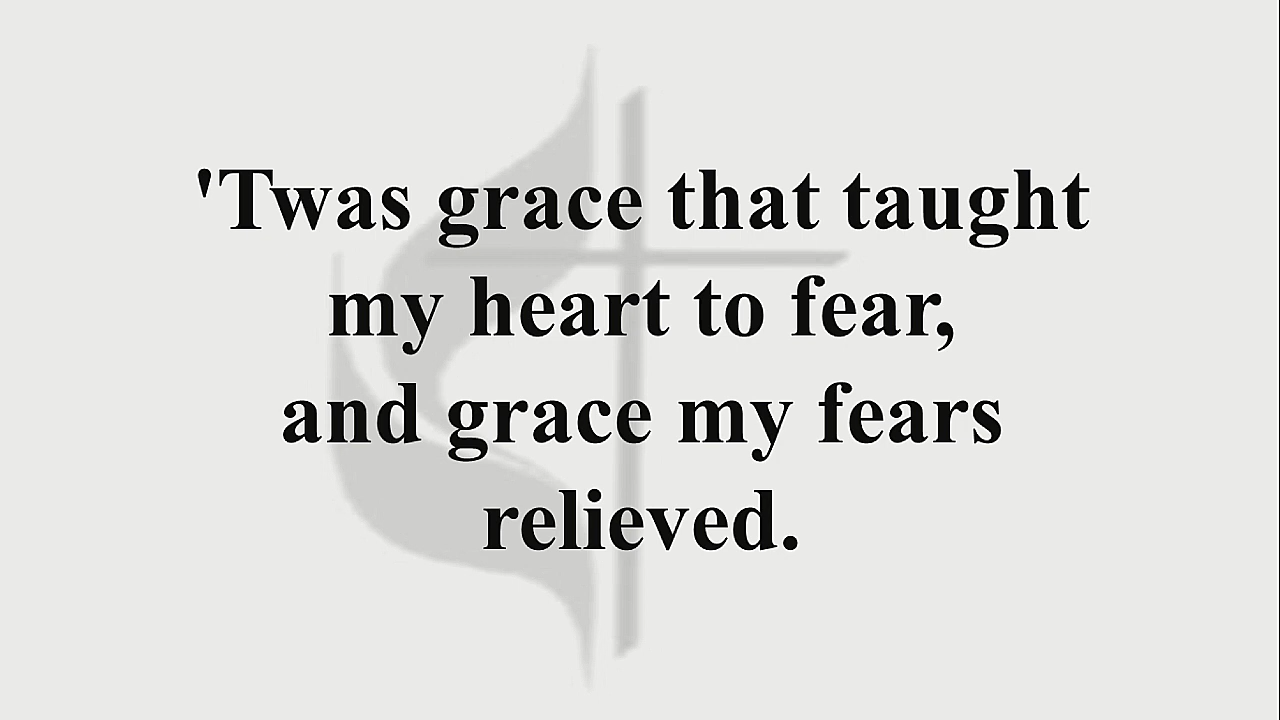 'Twas grace that taught
my heart to fear,
and grace my fears
relieved.